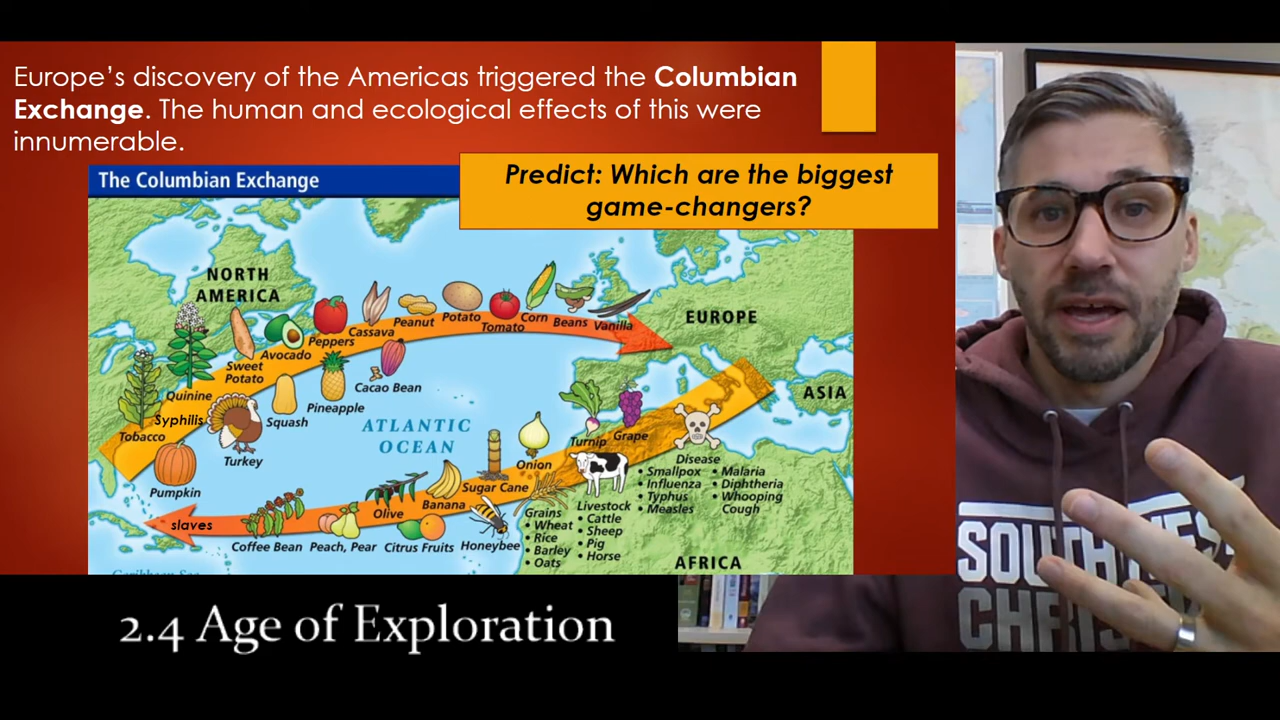 Europe's discovery of the Americas triggered the Columbian
Exchange. The human and ecological effects of this were
innumerable.
Predict: Which are the biggest
game-changers?
The Columbian Exchange
NORTH
AMERICA
EUROPE
ASIA
AFRICA
ATLANTIC
OCEAN
Tobacco
Quinine
Sweet
Potato
Avocado
Peppers
Cassava
Peanut
Potato
Tomato
Corn
Beans
Vanilla
Syphilis
Pumpkin
Turkey
Squash
Pineapple
Cacao Bean
slaves
Coffee Bean
Peach, Pear
Olive
Citrus Fruits
Banana
Honeybee
Sugar Cane
Onion
Grains
• Wheat
• Rice
• Barley
• Oats
Turnip
Grape
Livestock
• Cattle
• Sheep
• Pig
• Horse
Disease
• Smallpox
• Influenza
• Typhus
• Measles
• Malaria
• Diphtheria
• Whooping
Cough
2.4 Age of Exploration